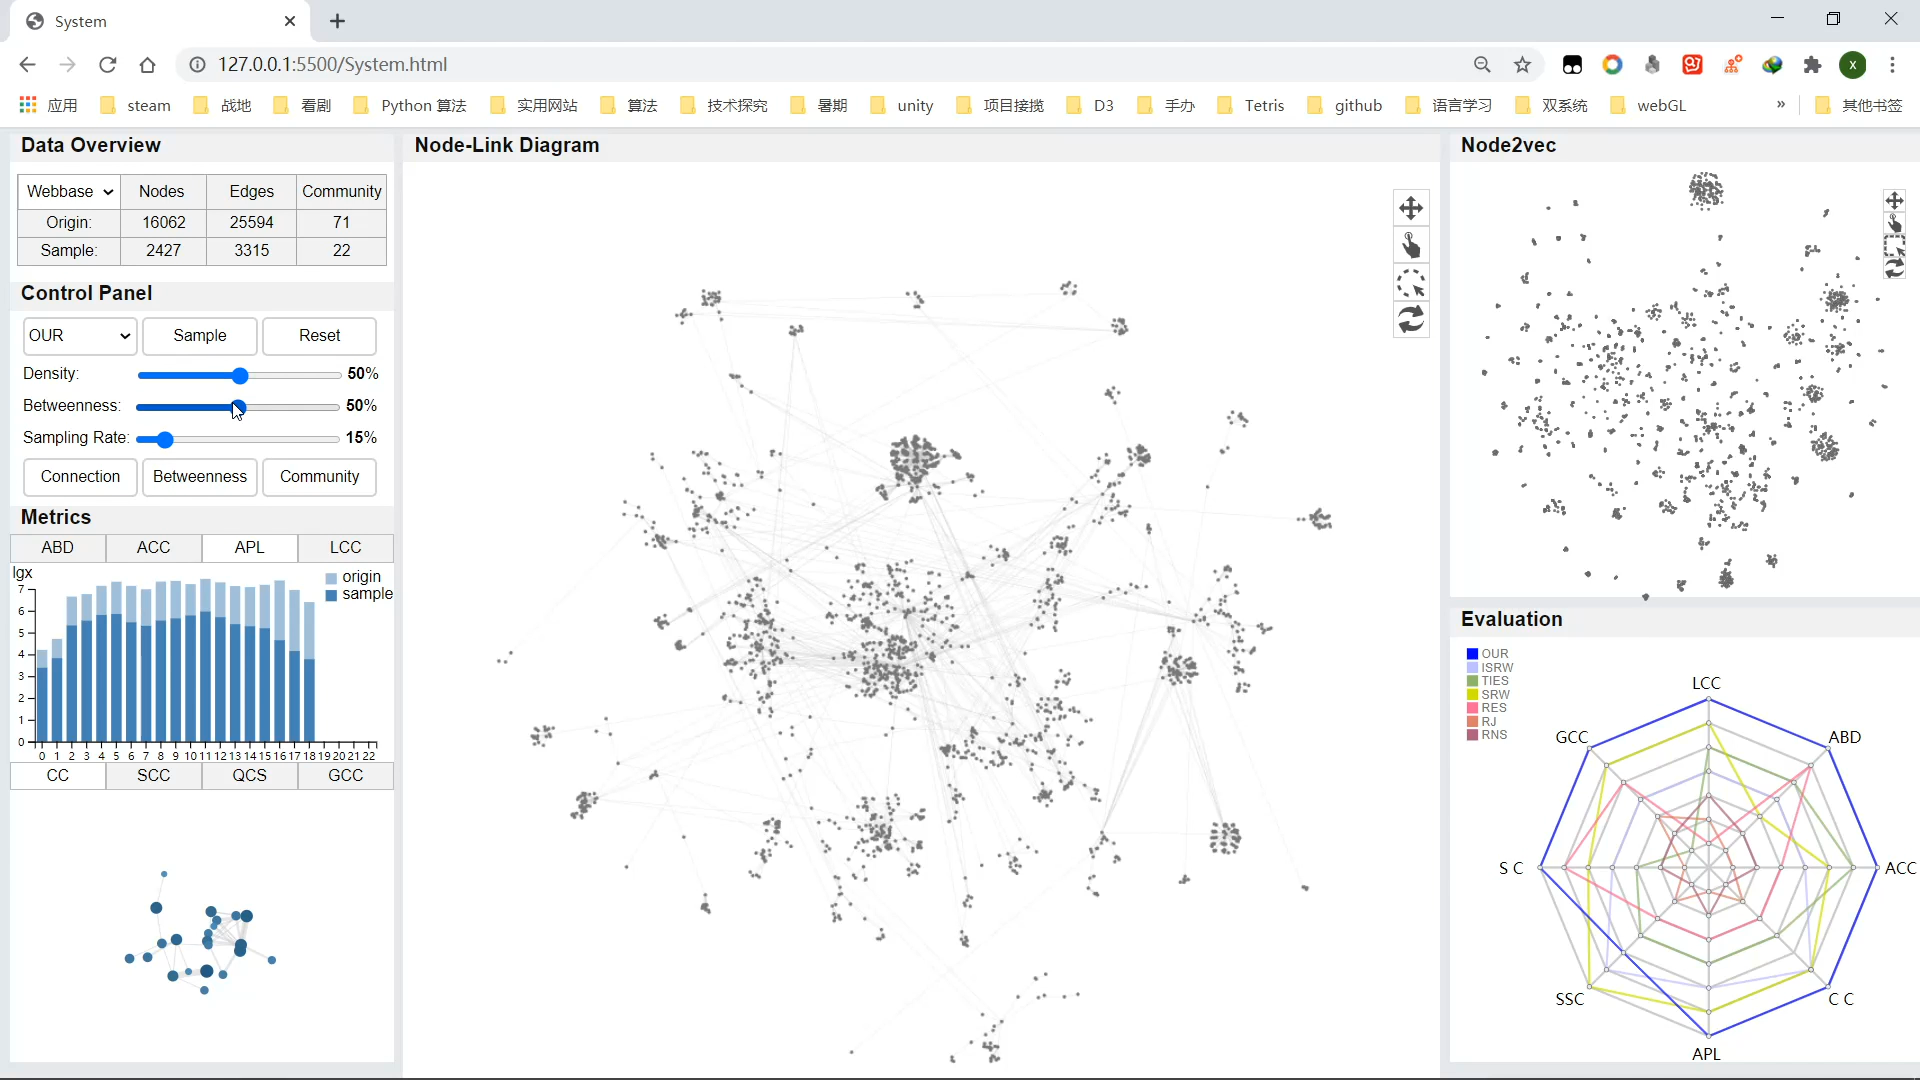 System
127.0.0.1:5500/System.html
应用 steam 战地 看剧 Python 算法 实用网站 算法 技术探究 暑期 unity 项目接揽 D3 手办 Tetris github 语言学习 双系统 webGL » 其他书签
Data Overview
Webbase Nodes Edges Community
Origin: 16062 25594 71
Sample: 2427 3315 22
Control Panel
OUR Sample Reset
Density: 50%
Betweenness: 50%
Sampling Rate: 15%
Connection Betweenness Community
Metrics
ABD ACC APL LCC
lgx
origin
sample
7
6
5
4
3
2
1
0
0 1 2 3 4 5 6 7 8 9 10 11 12 13 14 15 16 17 18 19 20 21 22
CC SCC QCS GCC
Node-Link Diagram
Node2vec
Evaluation
OUR
ISRW
TIES
SRW
RES
RJ
RNS
LCC
GCC ABD
S C ACC
SSC C C
APL
X